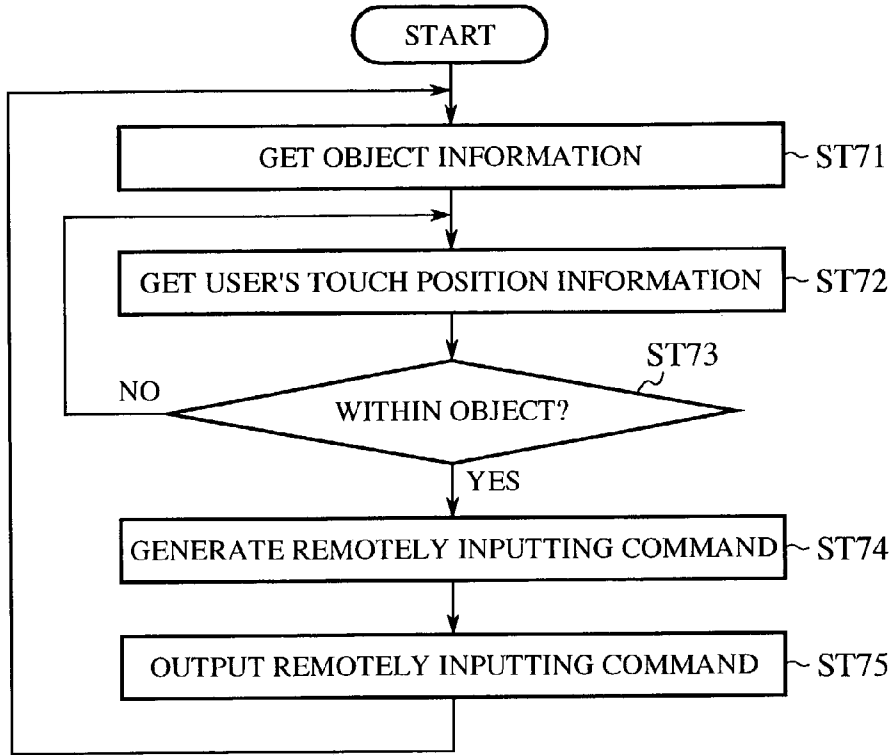 START
GET OBJECT INFORMATION
ST71
GET USER'S TOUCH POSITION INFORMATION
ST72
ST73
NO
WITHIN OBJECT?
YES
GENERATE REMOTELY INPUTTING COMMAND
ST74
OUTPUT REMOTELY INPUTTING COMMAND
ST75